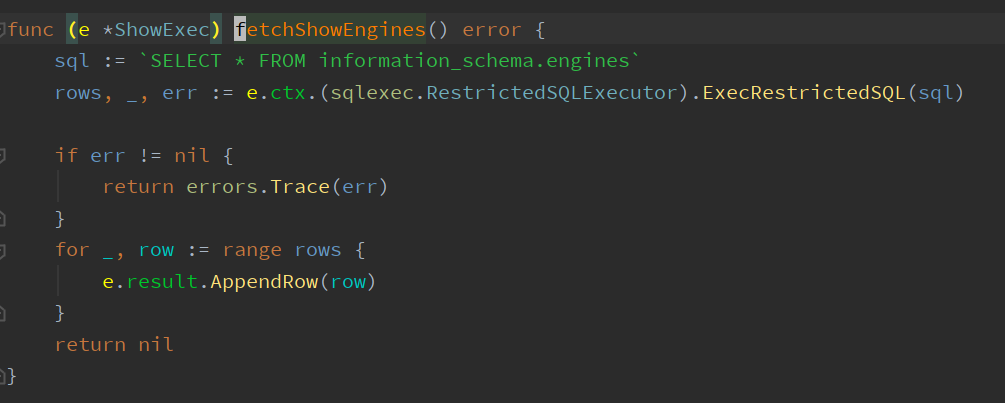 func (e *ShowExec) fetchShowEngines() error {
    sql := `SELECT * FROM information_schema.engines`
    rows, _, err := e.ctx.(sqlexec.RestrictedSQLExecutor).ExecRestrictedSQL(sql)
    if err != nil {
        return errors.Trace(err)
    }
    for _, row := range rows {
        e.result.AppendRow(row)
    }
    return nil
}